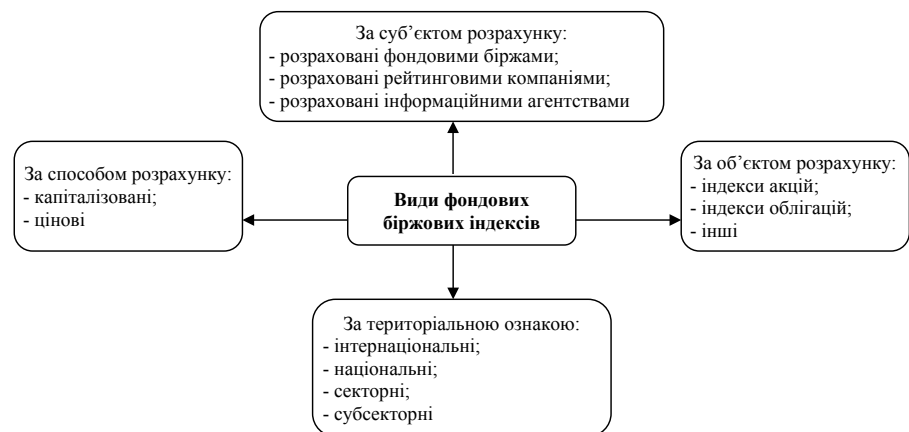 За суб’єктом розрахунку:
- розраховані фондовими біржами;
- розраховані рейтинговими компаніями;
- розраховані інформаційними агентствами
За способом розрахунку:
- капіталізовані;
- цінові
Види фондових
біржових індексів
За об’єктом розрахунку:
- індекси акцій;
- індекси облігацій;
- інші
За територіальною ознакою:
- інтернаціональні;
- національні;
- секторні;
- субсекторні